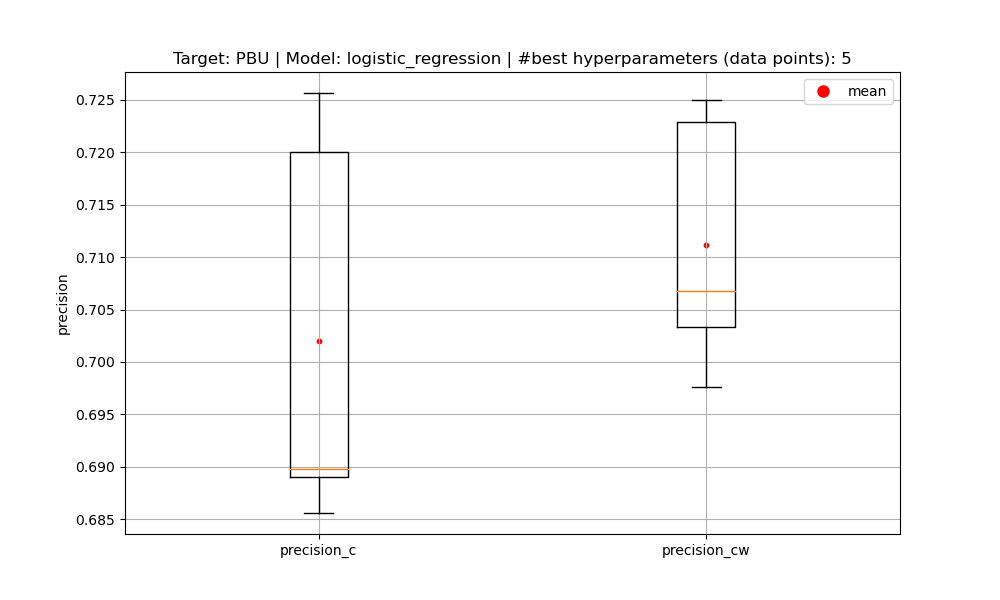 Target: PBU | Model: logistic_regression | #best hyperparameters (data points): 5
mean
0.725
0.720
0.715
0.710
0.705
0.700
0.695
0.690
0.685
precision
precision_c
precision_cw